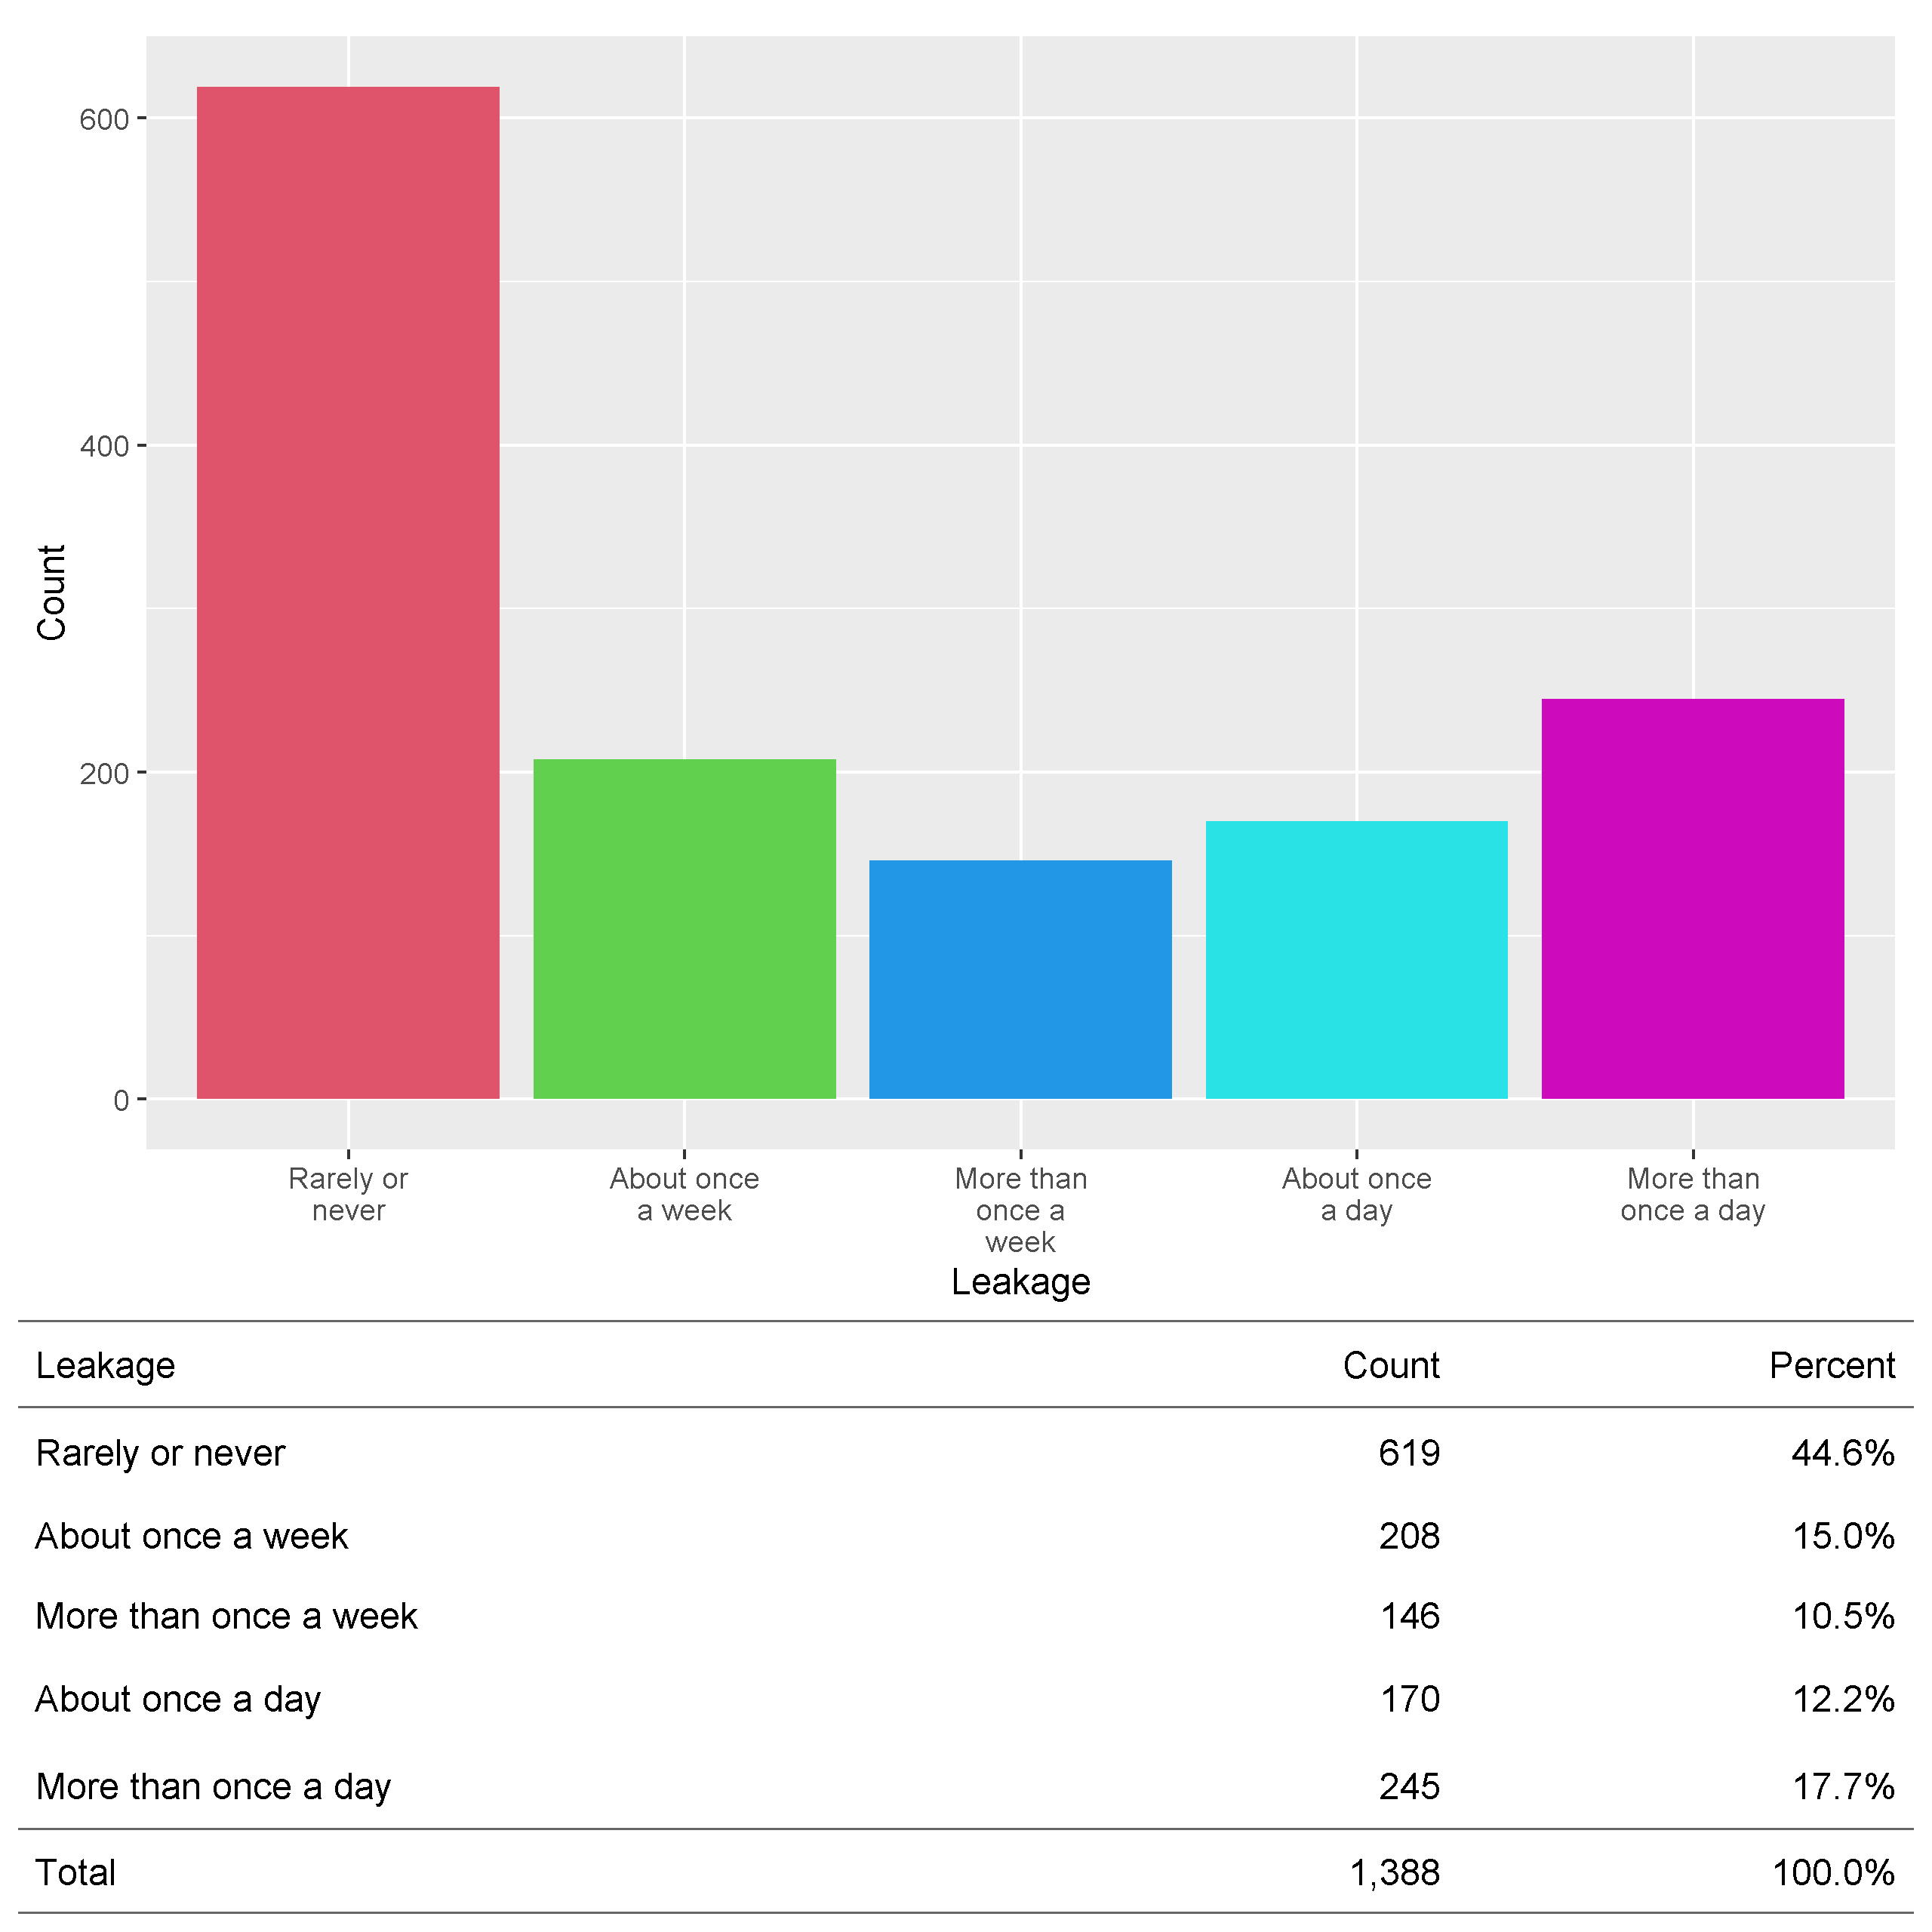 600
400
200
0
Count
Rarely or
never
About once
a week
More than
once a
week
About once
a day
More than
once a day
Leakage
Leakage Count Percent
Rarely or never 619 44.6%
About once a week 208 15.0%
More than once a week 146 10.5%
About once a day 170 12.2%
More than once a day 245 17.7%
Total 1,388 100.0%